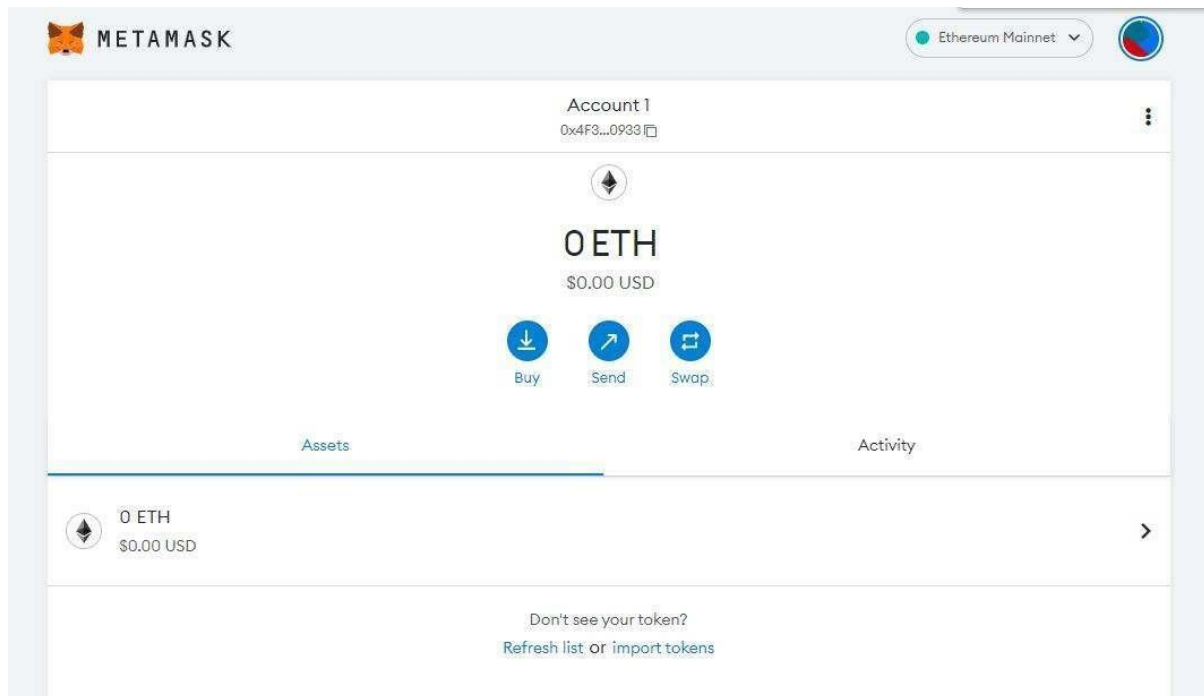 METAMASK
Ethereum Mainnet
Account 1
0x4F3...0933
0 ETH
$0.00 USD
Buy Send Swap
Assets Activity
0 ETH
$0.00 USD
Don't see your token?
Refresh list or import tokens